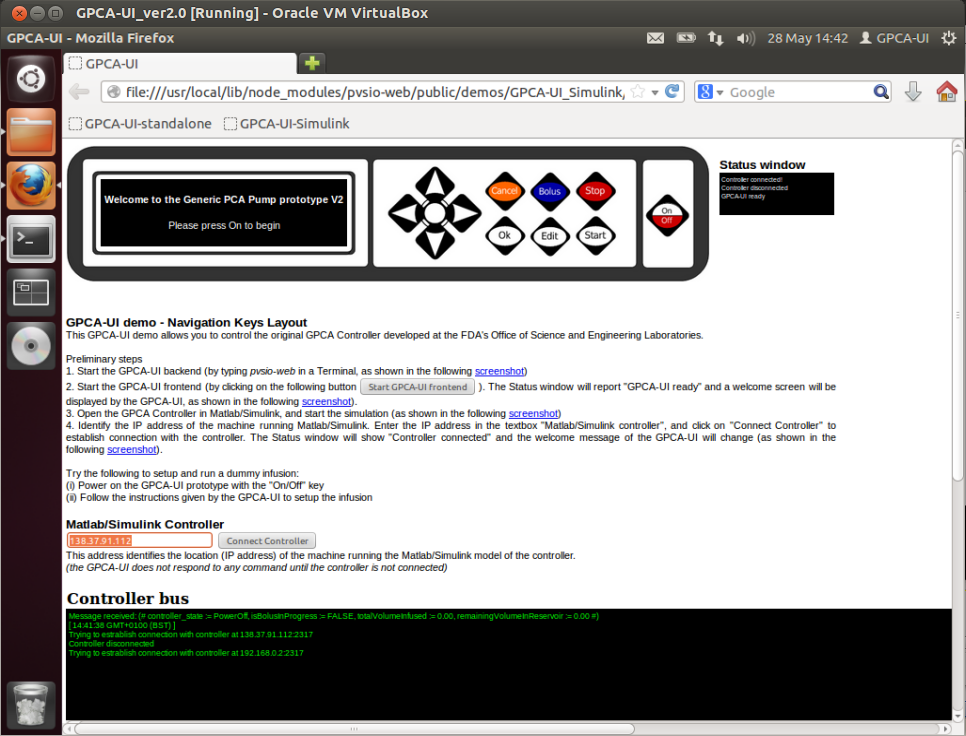 GPCA-UI_ver2.0 [Running] - Oracle VM VirtualBox
GPCA-UI - Mozilla Firefox
28 May 14:42
GPCA-UI
GPCA-UI
file:///usr/local/lib/node_modules/pvsio-web/public/demos/GPCA-UI_Simulink,
Google
GPCA-UI-standalone
GPCA-UI-Simulink
Welcome to the Generic PCA Pump prototype V2
Please press On to begin
Cancel
Bolus
Stop
Ok
Edit
Start
On
Off
Status window
Controller connected!
Controller disconnected
GPCA-UI ready
GPCA-UI demo - Navigation Keys Layout
This GPCA-UI demo allows you to control the original GPCA Controller developed at the FDA's Office of Science and Engineering Laboratories.
Preliminary steps
1. Start the GPCA-UI backend (by typing pvsio-web in a Terminal, as shown in the following screenshot)
2. Start the GPCA-UI frontend (by clicking on the following button Start GPCA-UI frontend ). The Status window will report "GPCA-UI ready" and a welcome screen will be
displayed by the GPCA-UI, as shown in the following screenshot).
3. Open the GPCA Controller in Matlab/Simulink, and start the simulation (as shown in the following screenshot)
4. Identify the IP address of the machine running Matlab/Simulink. Enter the IP address in the textbox "Matlab/Simulink controller", and click on "Connect Controller" to
establish connection with the controller. The Status window will show "Controller connected" and the welcome message of the GPCA-UI will change (as shown in the
following screenshot).
Try the following to setup and run a dummy infusion:
(i) Power on the GPCA-UI prototype with the "On/Off" key
(ii) Follow the instructions given by the GPCA-UI to setup the infusion
Matlab/Simulink Controller
138.37.91.112
Connect Controller
This address identifies the location (IP address) of the machine running the Matlab/Simulink model of the controller.
(the GPCA-UI does not respond to any command until the controller is not connected)
Controller bus
Message received: (# controller_state := PowerOff, isBolusInProgress := FALSE, totalVolumeInfused := 0.00, remainingVolumeInReservoir := 0.00 #)
[ 14:41:38 GMT+0100 (BST) ]
Trying to estrablish connection with controller at 138.37.91.112:2317
Controller disconnected
Trying to estrablish connection with controller at 192.168.0.2:2317